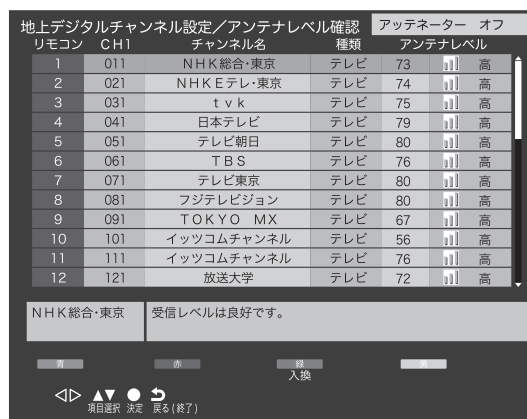 地上デジタルチャンネル設定／アンテナレベル確認 アッテネーター オフ
リモコン CH1 チャンネル名 種類 アンテナレベル
1 011 NHK総合・東京 テレビ 73 高
2 021 NHKEテレ・東京 テレビ 74 高
3 031 tvk テレビ 75 高
4 041 日本テレビ テレビ 79 高
5 051 テレビ朝日 テレビ 80 高
6 061 TBS テレビ 76 高
7 071 テレビ東京 テレビ 80 高
8 081 フジテレビジョン テレビ 80 高
9 091 TOKYO MX テレビ 67 高
10 101 イッツコムチャンネル テレビ 56 高
11 111 イッツコムチャンネル テレビ 76 高
12 121 放送大学 テレビ 72 高
NHK総合・東京 受信レベルは良好です。
青 赤 緑 黄
入換
項目選択 決定 戻る(終了)